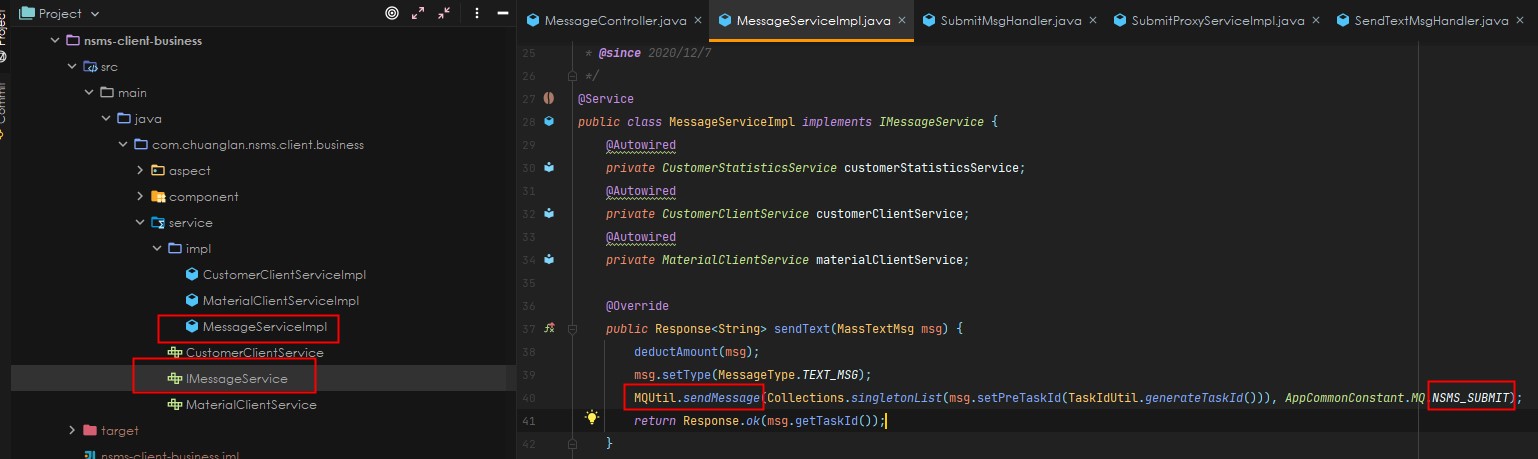 Project
nsms-client-business
src
main
java
com.chuanglan.nsms.client.business
aspect
component
service
impl
CustomerClientServiceImpl
MaterialClientServiceImpl
MessageServiceImpl
CustomerClientService
IMessageService
MaterialClientService
target
nsms-client-business.iml
Project
Commit
MessageController.java
MessageServiceImpl.java
SubmitMsgHandler.java
SubmitProxyServiceImpl.java
SendTextMsgHandler.java
25 * @since 2020/12/7
26 */
27 @Service
28 public class MessageServiceImpl implements IMessageService {
29 @Autowired
30 private CustomerStatisticsService customerStatisticsService;
31 @Autowired
32 private CustomerClientService customerClientService;
33 @Autowired
34 private MaterialClientService materialClientService;
35
36 @Override
37 public Response<String> sendText(MassTextMsg msg) {
38 deductAmount(msg);
39 msg.setType(MessageType.TEXT_MSG);
40 MQUtil.sendMessage(Collections.singletonList(msg.setPreTaskId(TaskIdUtil.generateTaskId())), AppCommonConstant.MQ NSMS_SUBMIT);
41 return Response.ok(msg.getTaskId());
42 }